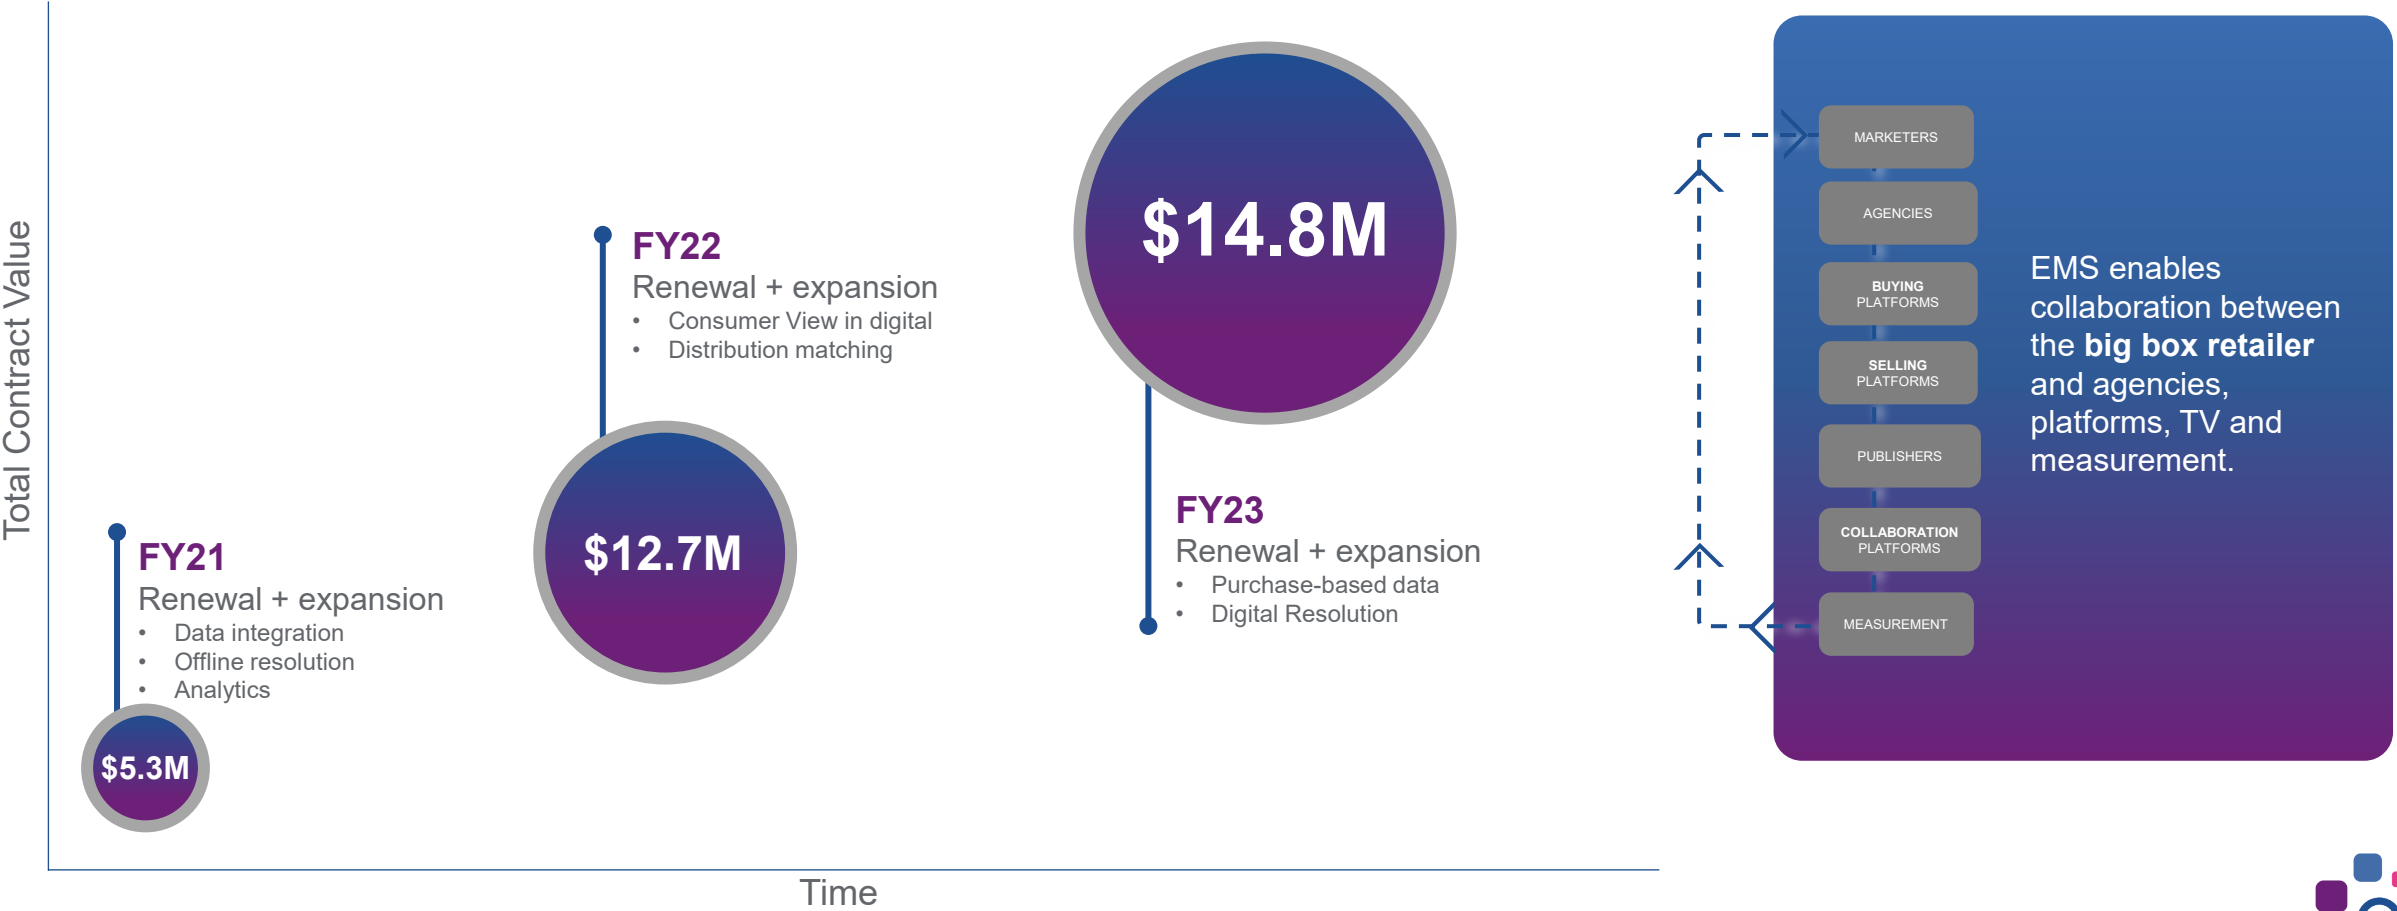 Total Contract Value
FY21
Renewal + expansion
• Data integration
• Offline resolution
• Analytics
$5.3M
FY22
Renewal + expansion
• Consumer View in digital
• Distribution matching
$12.7M
$14.8M
FY23
Renewal + expansion
• Purchase-based data
• Digital Resolution
Time
MARKETERS
AGENCIES
BUYING
PLATFORMS
SELLING
PLATFORMS
PUBLISHERS
COLLABORATION
PLATFORMS
MEASUREMENT
EMS enables
collaboration between
the big box retailer
and agencies,
platforms, TV and
measurement.